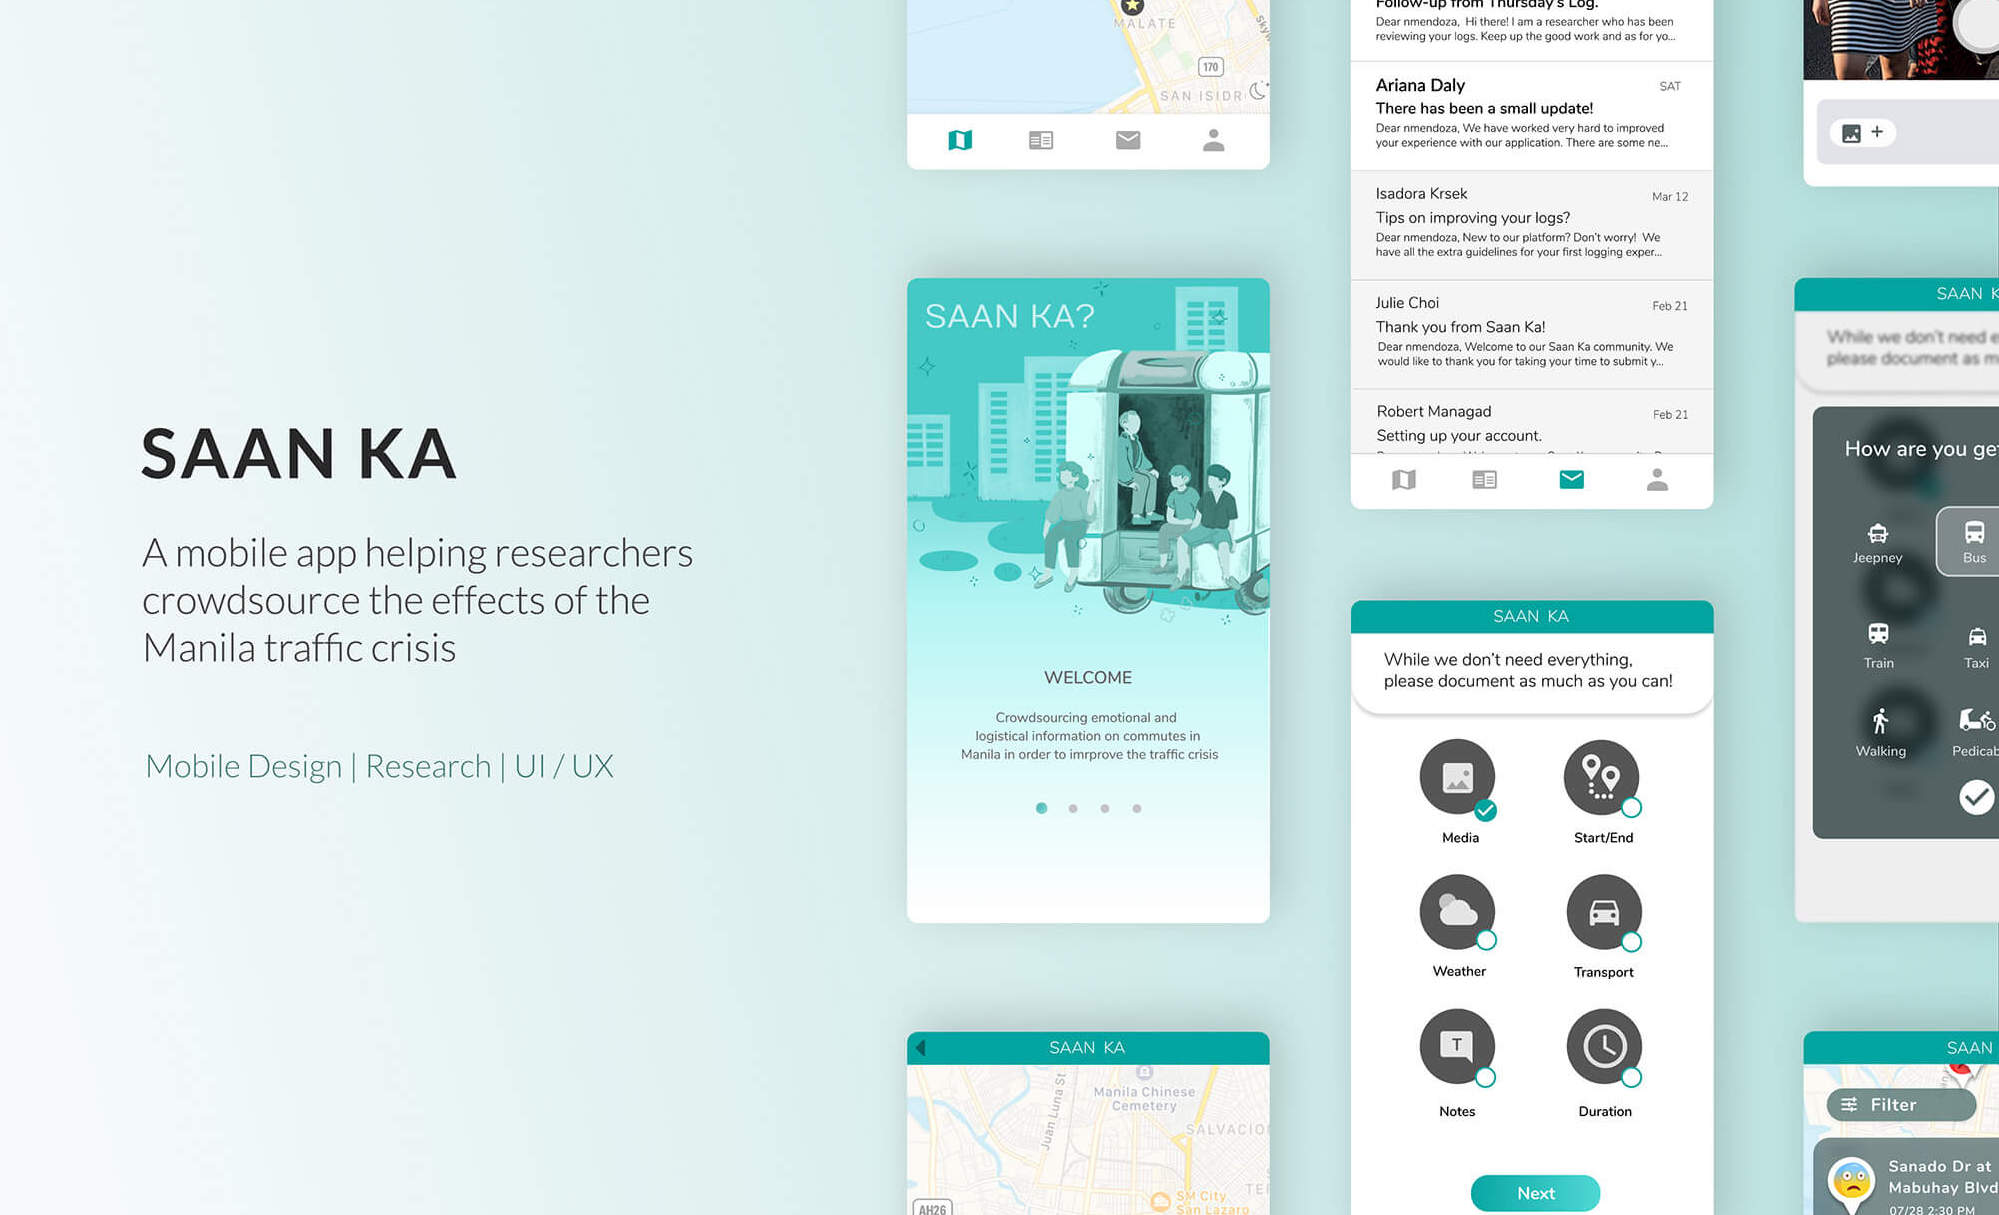 SAAN KA
A mobile app helping researchers
crowdsource the effects of the
Manila traffic crisis
Mobile Design | Research | UI / UX
MALATE
170
SAN ISIDR
SAAN KA?
WELCOME
Crowdsourcing emotional and
logistical information on commutes in
Manila in order to imrprove the traffic crisis
SAAN KA
Manila Chinese
Cemetery
Juan Luna St.
SALVACIO
SM City
San Lazaro
AH26
Follow-up from Thursday's Log.
Dear nmendoza, Hi there! I am a researcher who has been
reviewing your logs. Keep up the good work and as for yo...
Ariana Daly SAT
There has been a small update!
Dear nmendoza, We have worked very hard to improved
your experience with our application. There are some ne...
Isadora Krsek Mar 12
Tips on improving your logs?
Dear nmendoza, New to our platform? Don't worry! We
have all the extra guidelines for your first logging exper...
Julie Choi Feb 21
Thank you from Saan Ka!
Dear nmendoza, Welcome to our Saan Ka community. We
would like to thank you for taking your time to submit y...
Robert Managad Feb 21
Setting up your account.
SAAN KA
While we don't need everything,
please document as much as you can!
Media Start/End
Weather Transport
T
Notes Duration
Next
SAAN K
While we don't need e
please document as m
How are you ge
Jeepney Bus
Train Taxi
Walking Pedicab
SAAN
Filter
Sanado Dr at
Mabuhay Blvd
07/28 2:30 PM